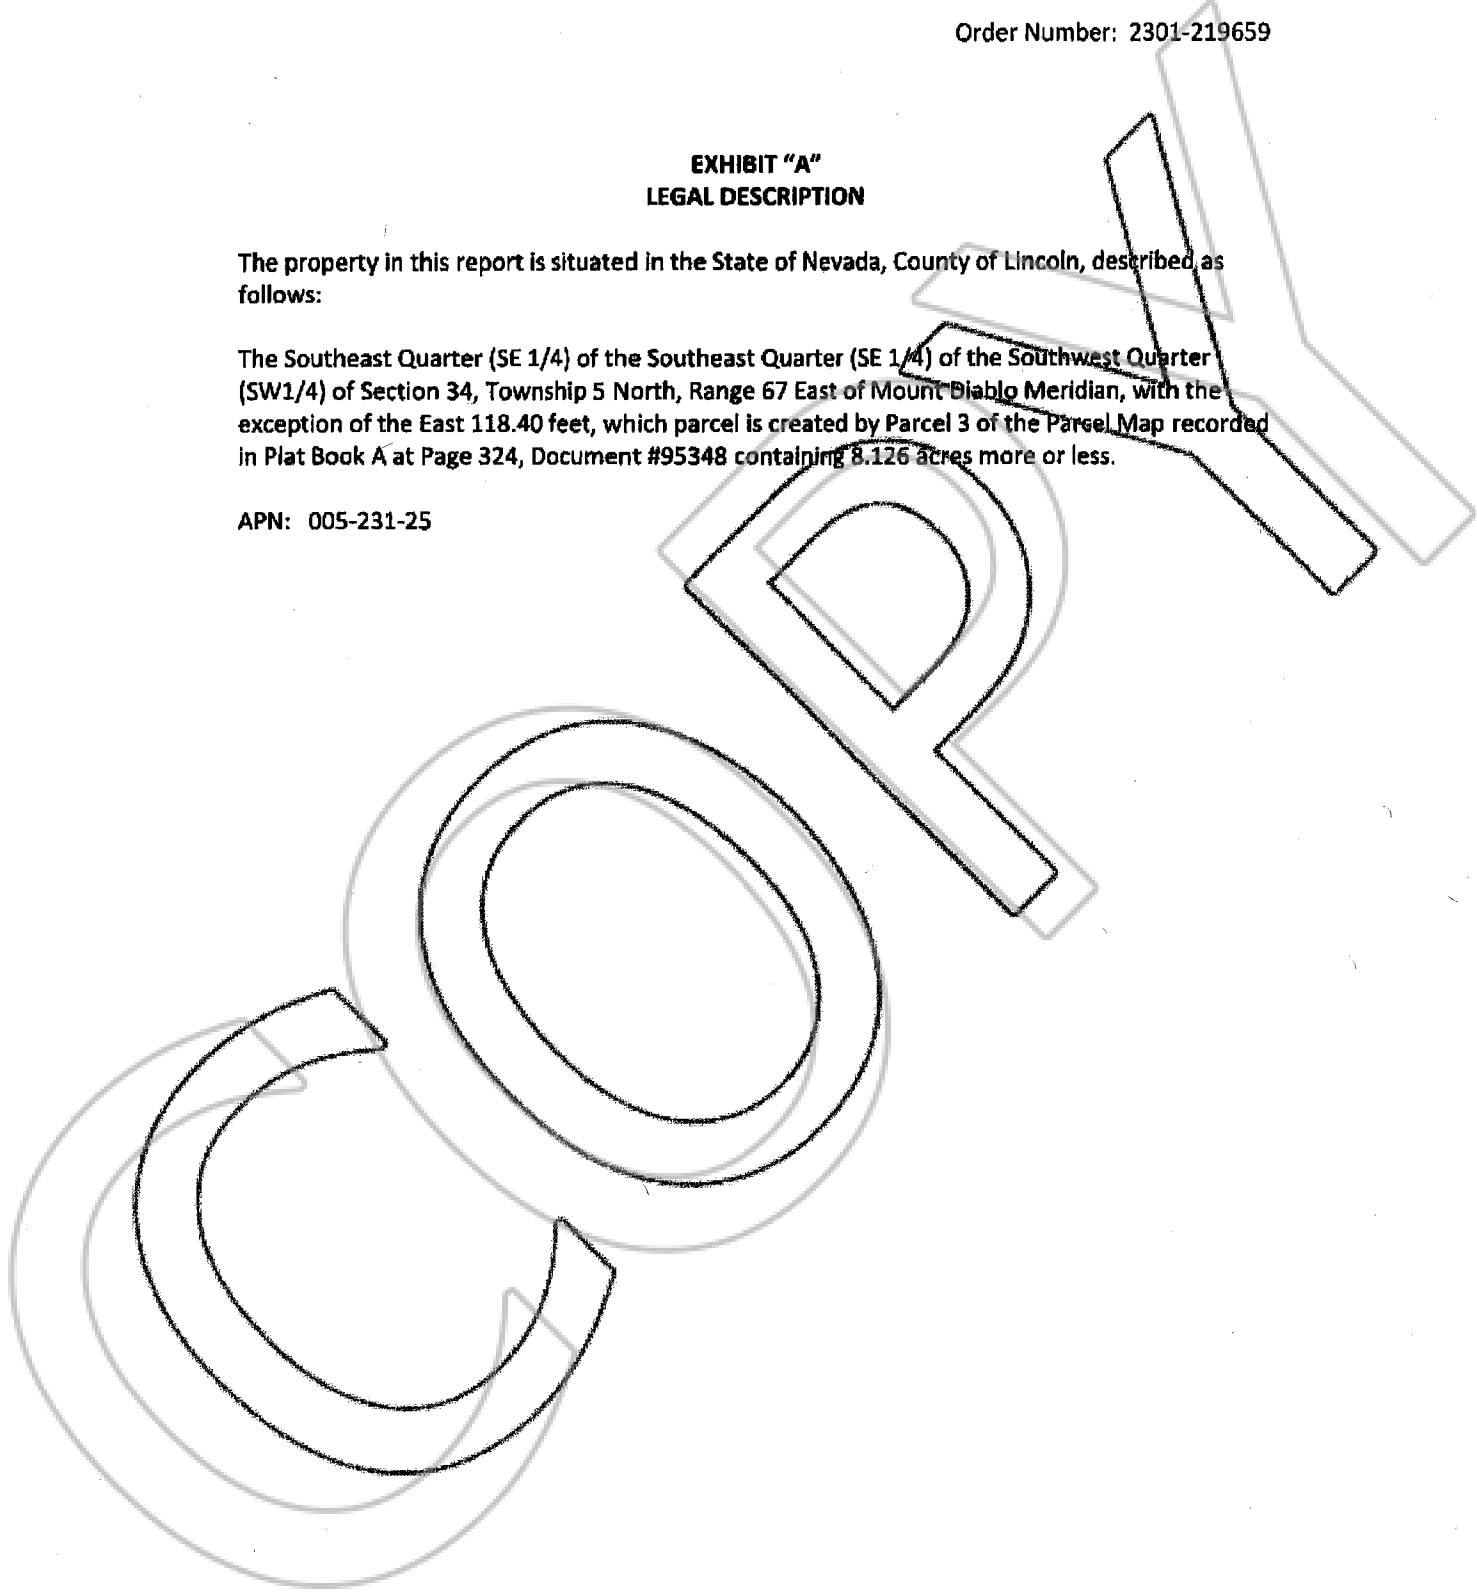 Order Number: 2301-219659
EXHIBIT "A"
LEGAL DESCRIPTION
The property in this report is situated in the State of Nevada, County of Lincoln, described as
follows:
The Southeast Quarter (SE 1/4) of the Southeast Quarter (SE 1/4) of the Southwest Quarter
(SW1/4) of Section 34, Township 5 North, Range 67 East of Mount Diablo Meridian, with the
exception of the East 118.40 feet, which parcel is created by Parcel 3 of the Parcel Map recorded
in Plat Book A at Page 324, Document #95348 containing 8.126 acres more or less.
APN: 005-231-25
COPY
COPY